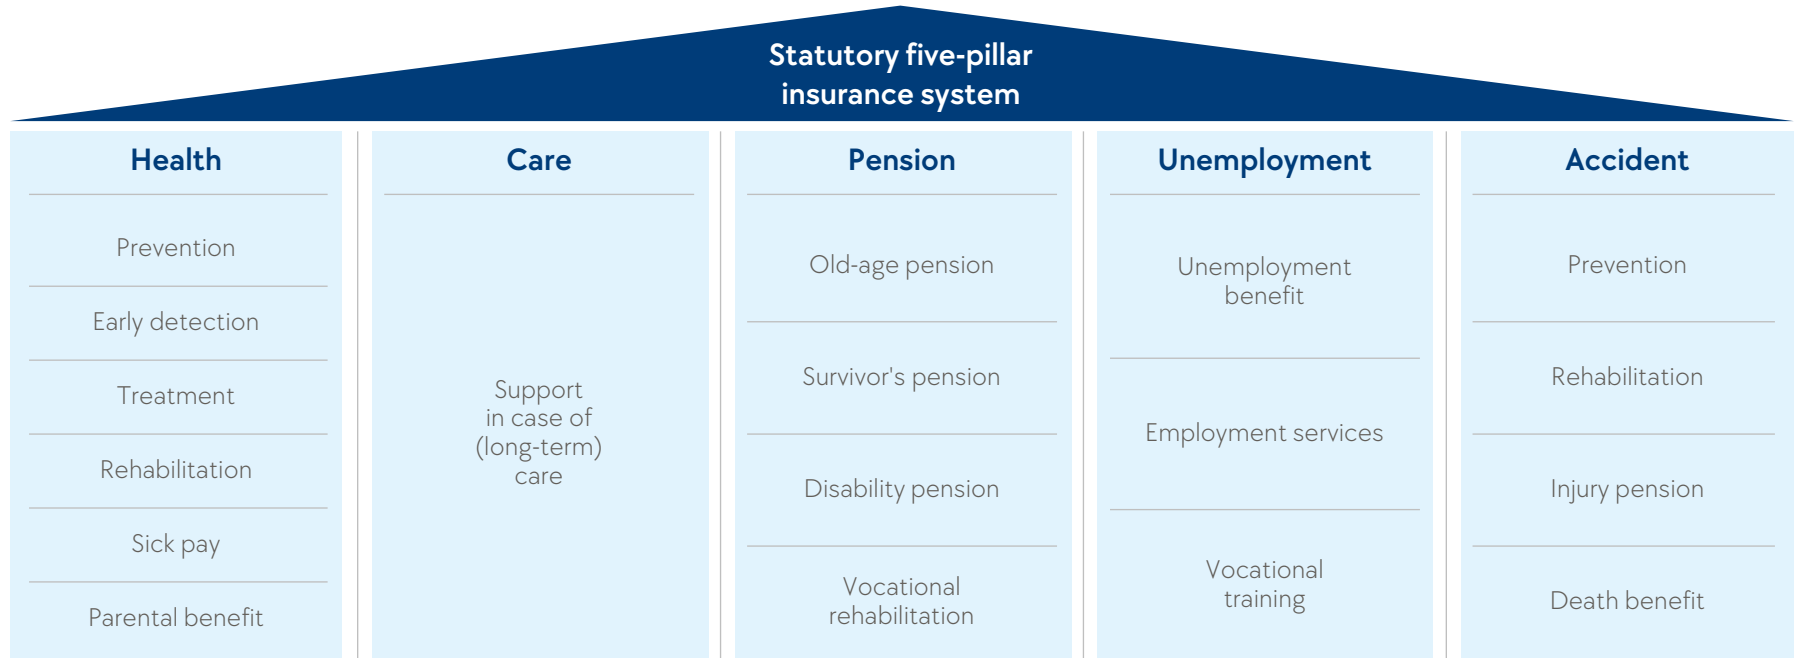 Statutory five-pillar
insurance system
Health
Prevention
Early detection
Treatment
Rehabilitation
Sick pay
Parental benefit
Care
Support
in case of
(long-term)
care
Pension
Old-age pension
Survivor's pension
Disability pension
Vocational
rehabilitation
Unemployment
Unemployment
benefit
Employment services
Vocational
training
Accident
Prevention
Rehabilitation
Injury pension
Death benefit